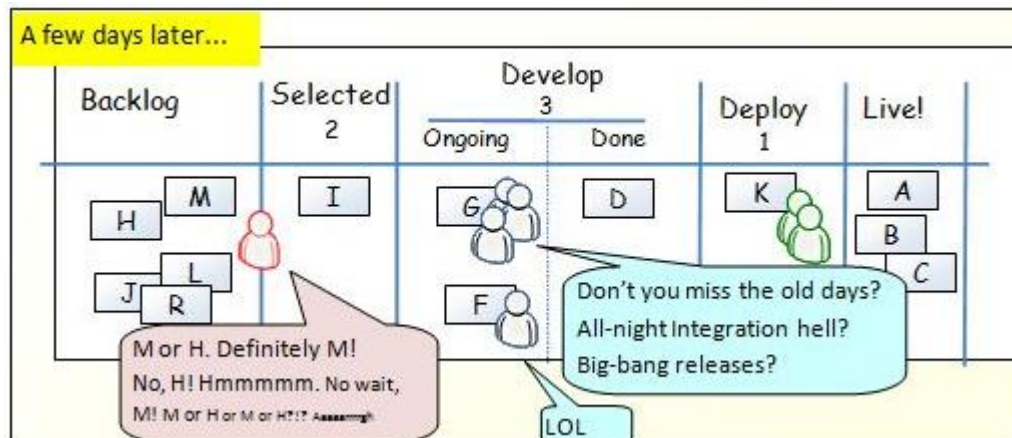 A few days later...
Backlog
Selected
2
Develop
3
Ongoing
Done
Deploy
1
Live!
M
H
L
J
R
I
G
F
D
K
A
B
C
M or H. Definitely M!
No, H! Hmmmmm. No wait,
M! M or H or M or H?!?
Don't you miss the old days?
All-night Integration hell?
Big-bang releases?
LOL